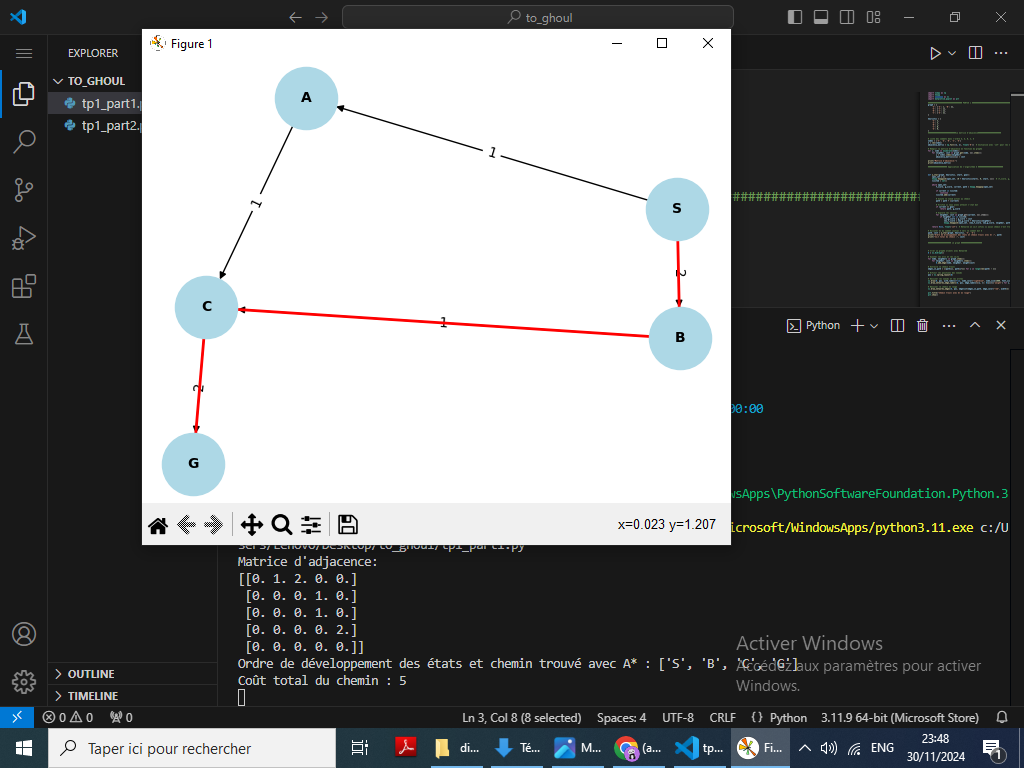 to_ghoul
EXPLORER
TO_GHOUL
tp1_part1.p
tp1_part2.p
Figure 1
A
1
S
1
2
C
1
B
2
G
x=0.023 y=1.207
##########################
Python
00:00
wsApps\PythonSoftwareFoundation.Python.3
icrosoft/WindowsApps/python3.11.exe c:/U
sers/Lenovo/Desktop/to_ghoul/tp1_part1.py
Matrice d'adjacence:
[[0. 1. 2. 0. 0.]
[0. 0. 0. 1. 0.]
[0. 0. 0. 1. 0.]
[0. 0. 0. 0. 2.]
[0. 0. 0. 0. 0.]]
Ordre de développement des états et chemin trouvé avec A* : ['S', 'B', 'C', 'G']
Coût total du chemin : 5
Activer Windows
Accédez aux paramètres pour activer
Windows.
OUTLINE
TIMELINE
0 0 0 Ln 3, Col 8 (8 selected) Spaces: 4 UTF-8 CRLF {} Python 3.11.9 64-bit (Microsoft Store)
Taper ici pour rechercher di... Té... M... (a... tp... Fi... ENG 23:48
30/11/2024
1